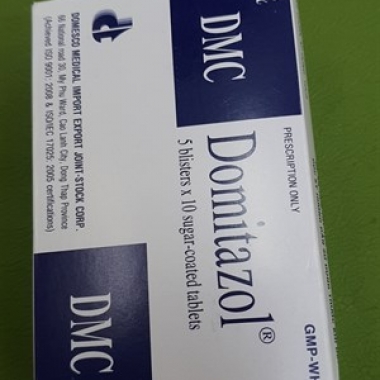 DMC
PRESCRIPTION ONLY
Domitazol®
5 blisters x 10 sugar-coated tablets
DOMESCO MEDICAL IMPORT EXPORT JOINT-STOCK CORP.
66 National road 30, My Phu Ward, Cao Lanh City, Dong Thap Province
(Achieved ISO 9001: 2008 & ISO/IEC 17025: 2005 certifications)
DMC